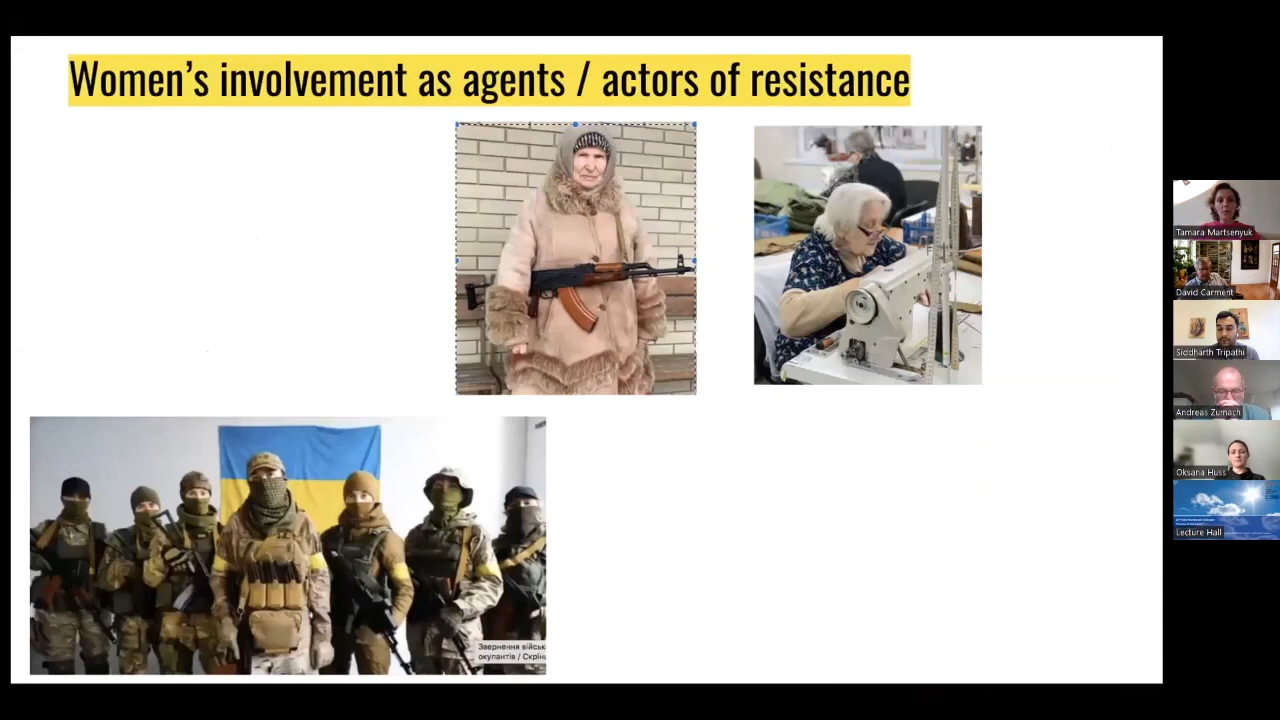 Women's involvement as agents / actors of resistance
Звернення військ
окупантів / Скрін
Tamara Martsenyuk
David Carment
Siddharth Tripathi
Andreas Zumach
Oksana Huss
Lecture Hall